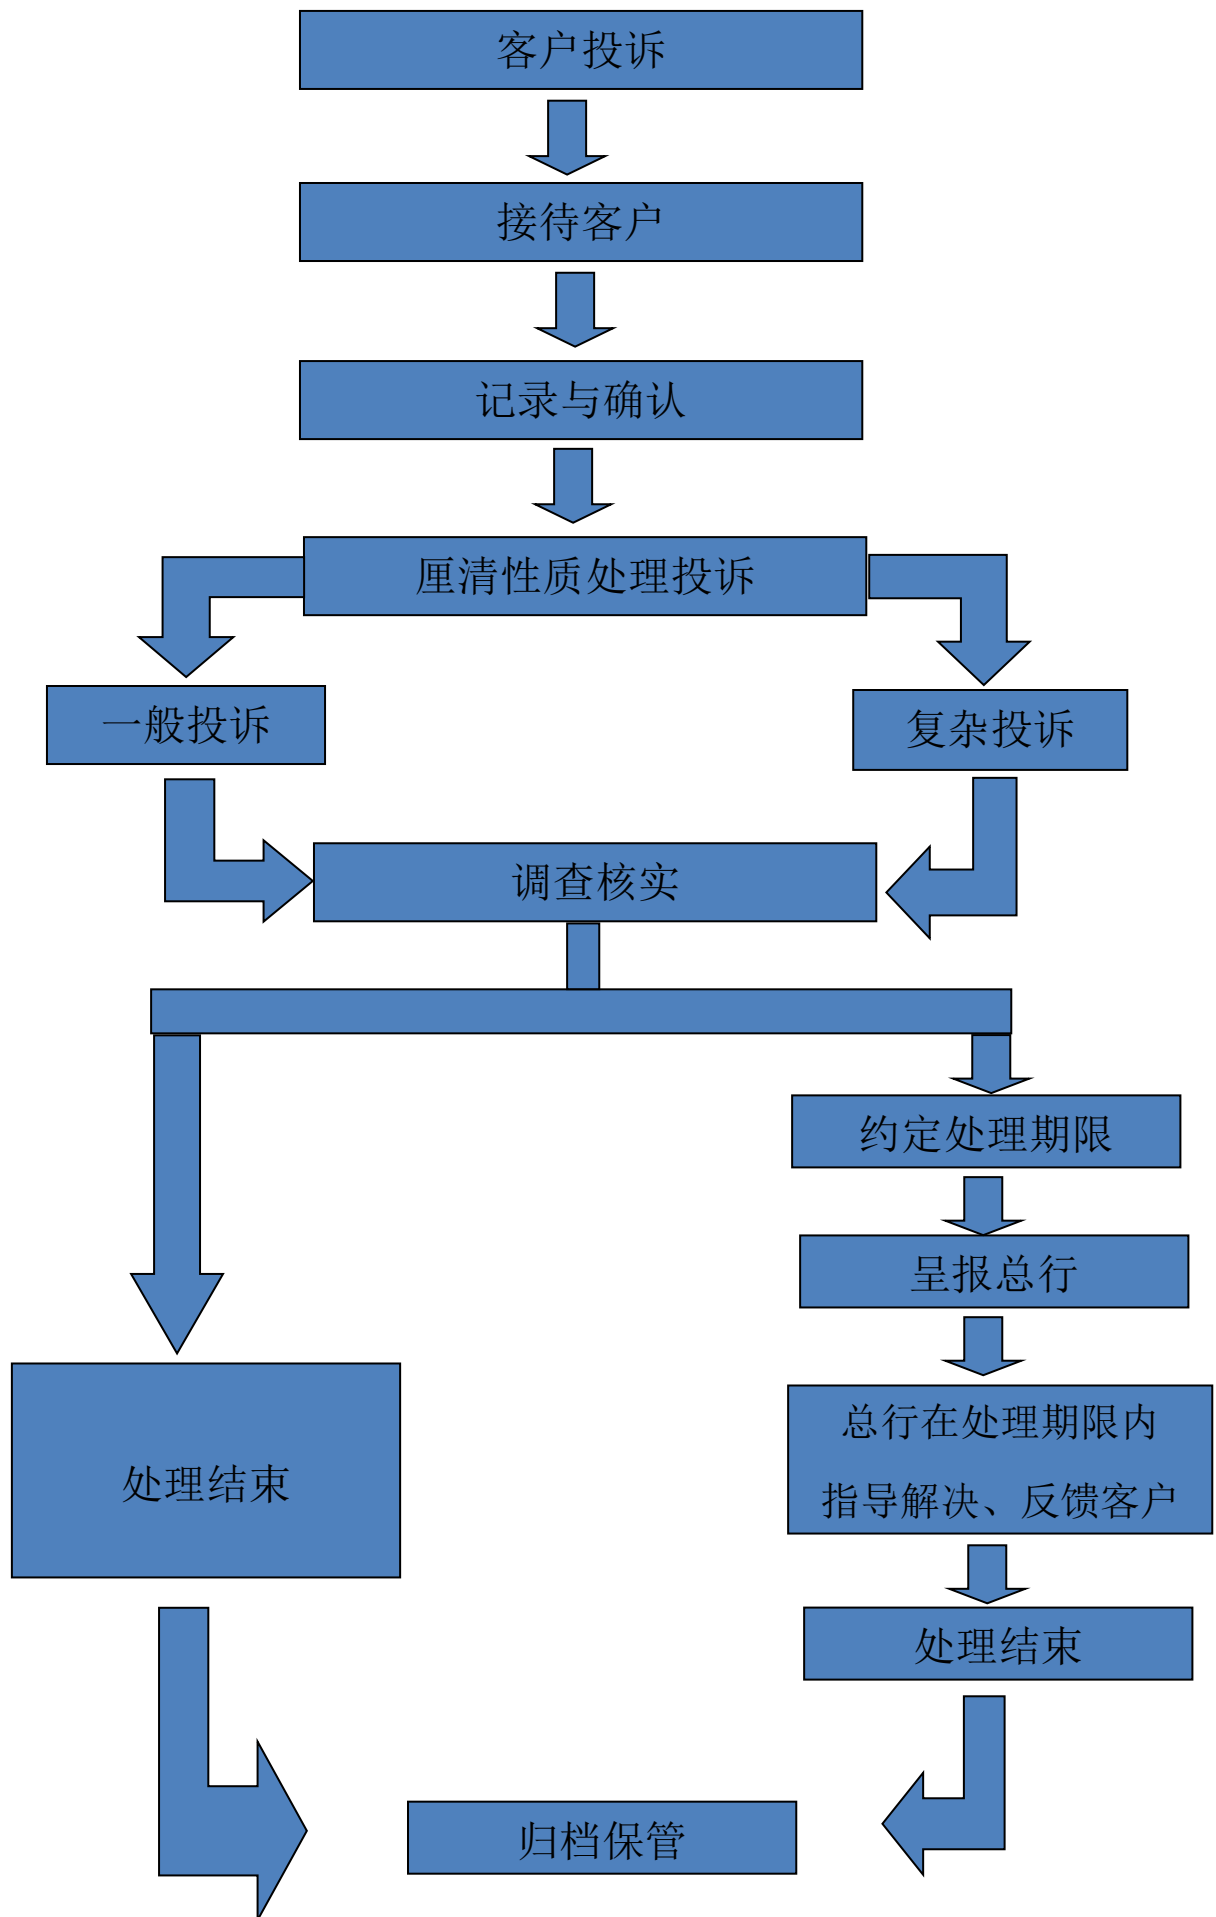 客户投诉
接待客户
记录与确认
厘清性质处理投诉
一般投诉
复杂投诉
调查核实
约定处理期限
呈报总行
总行在处理期限内
指导解决、反馈客户
处理结束
处理结束
归档保管